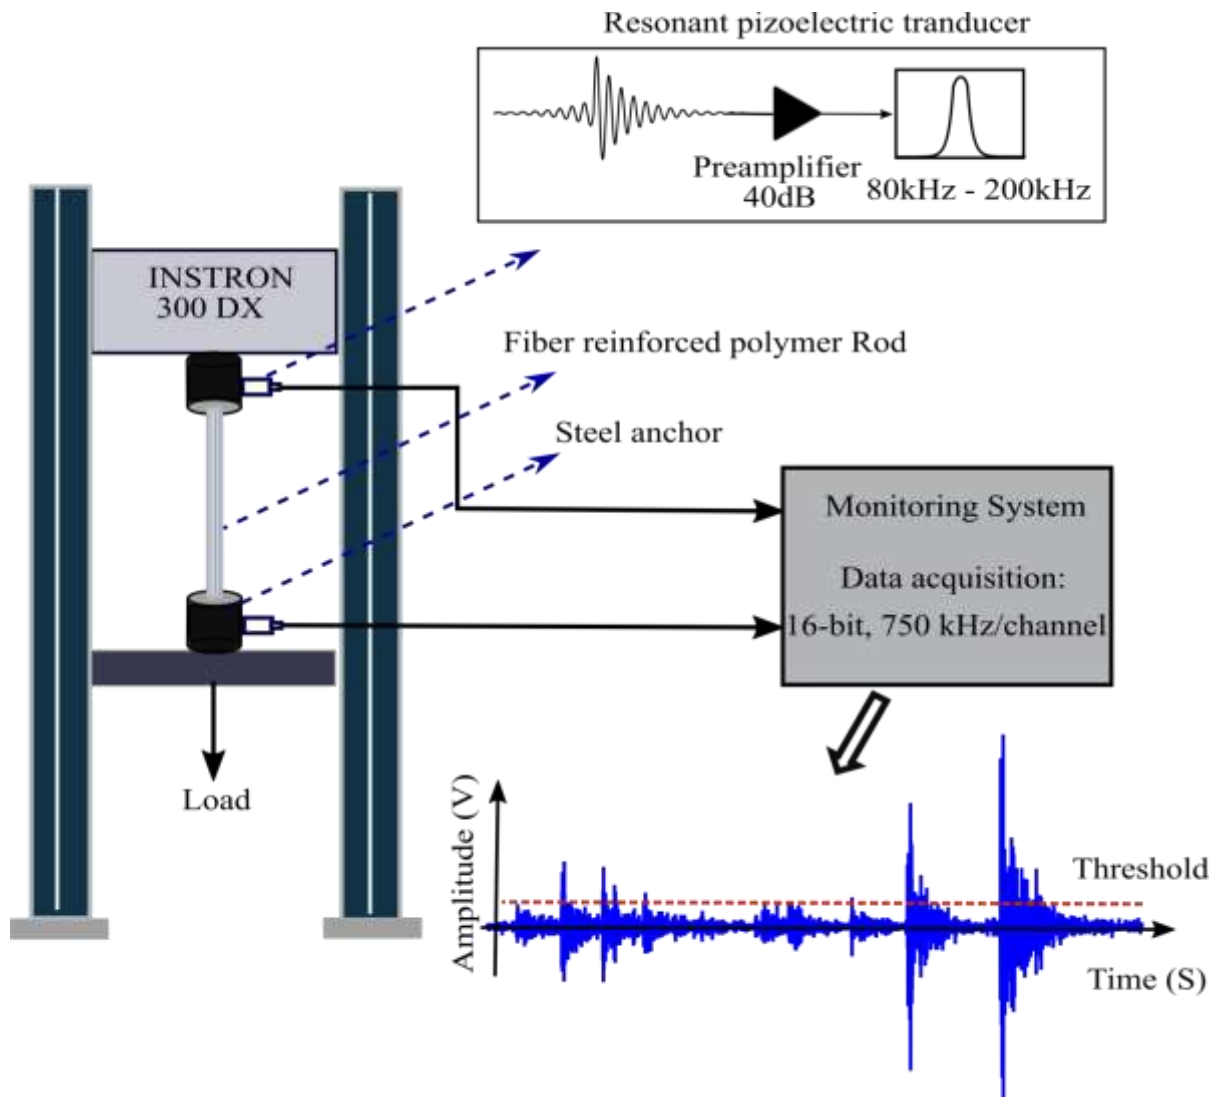 Resonant pizoelectric tranducer
Preamplifier
40dB
80kHz - 200kHz
INSTRON
300 DX
Fiber reinforced polymer Rod
Steel anchor
Monitoring System
Data acquisition:
16-bit, 750 kHz/channel
Load
Amplitude (V)
Threshold
Time (S)